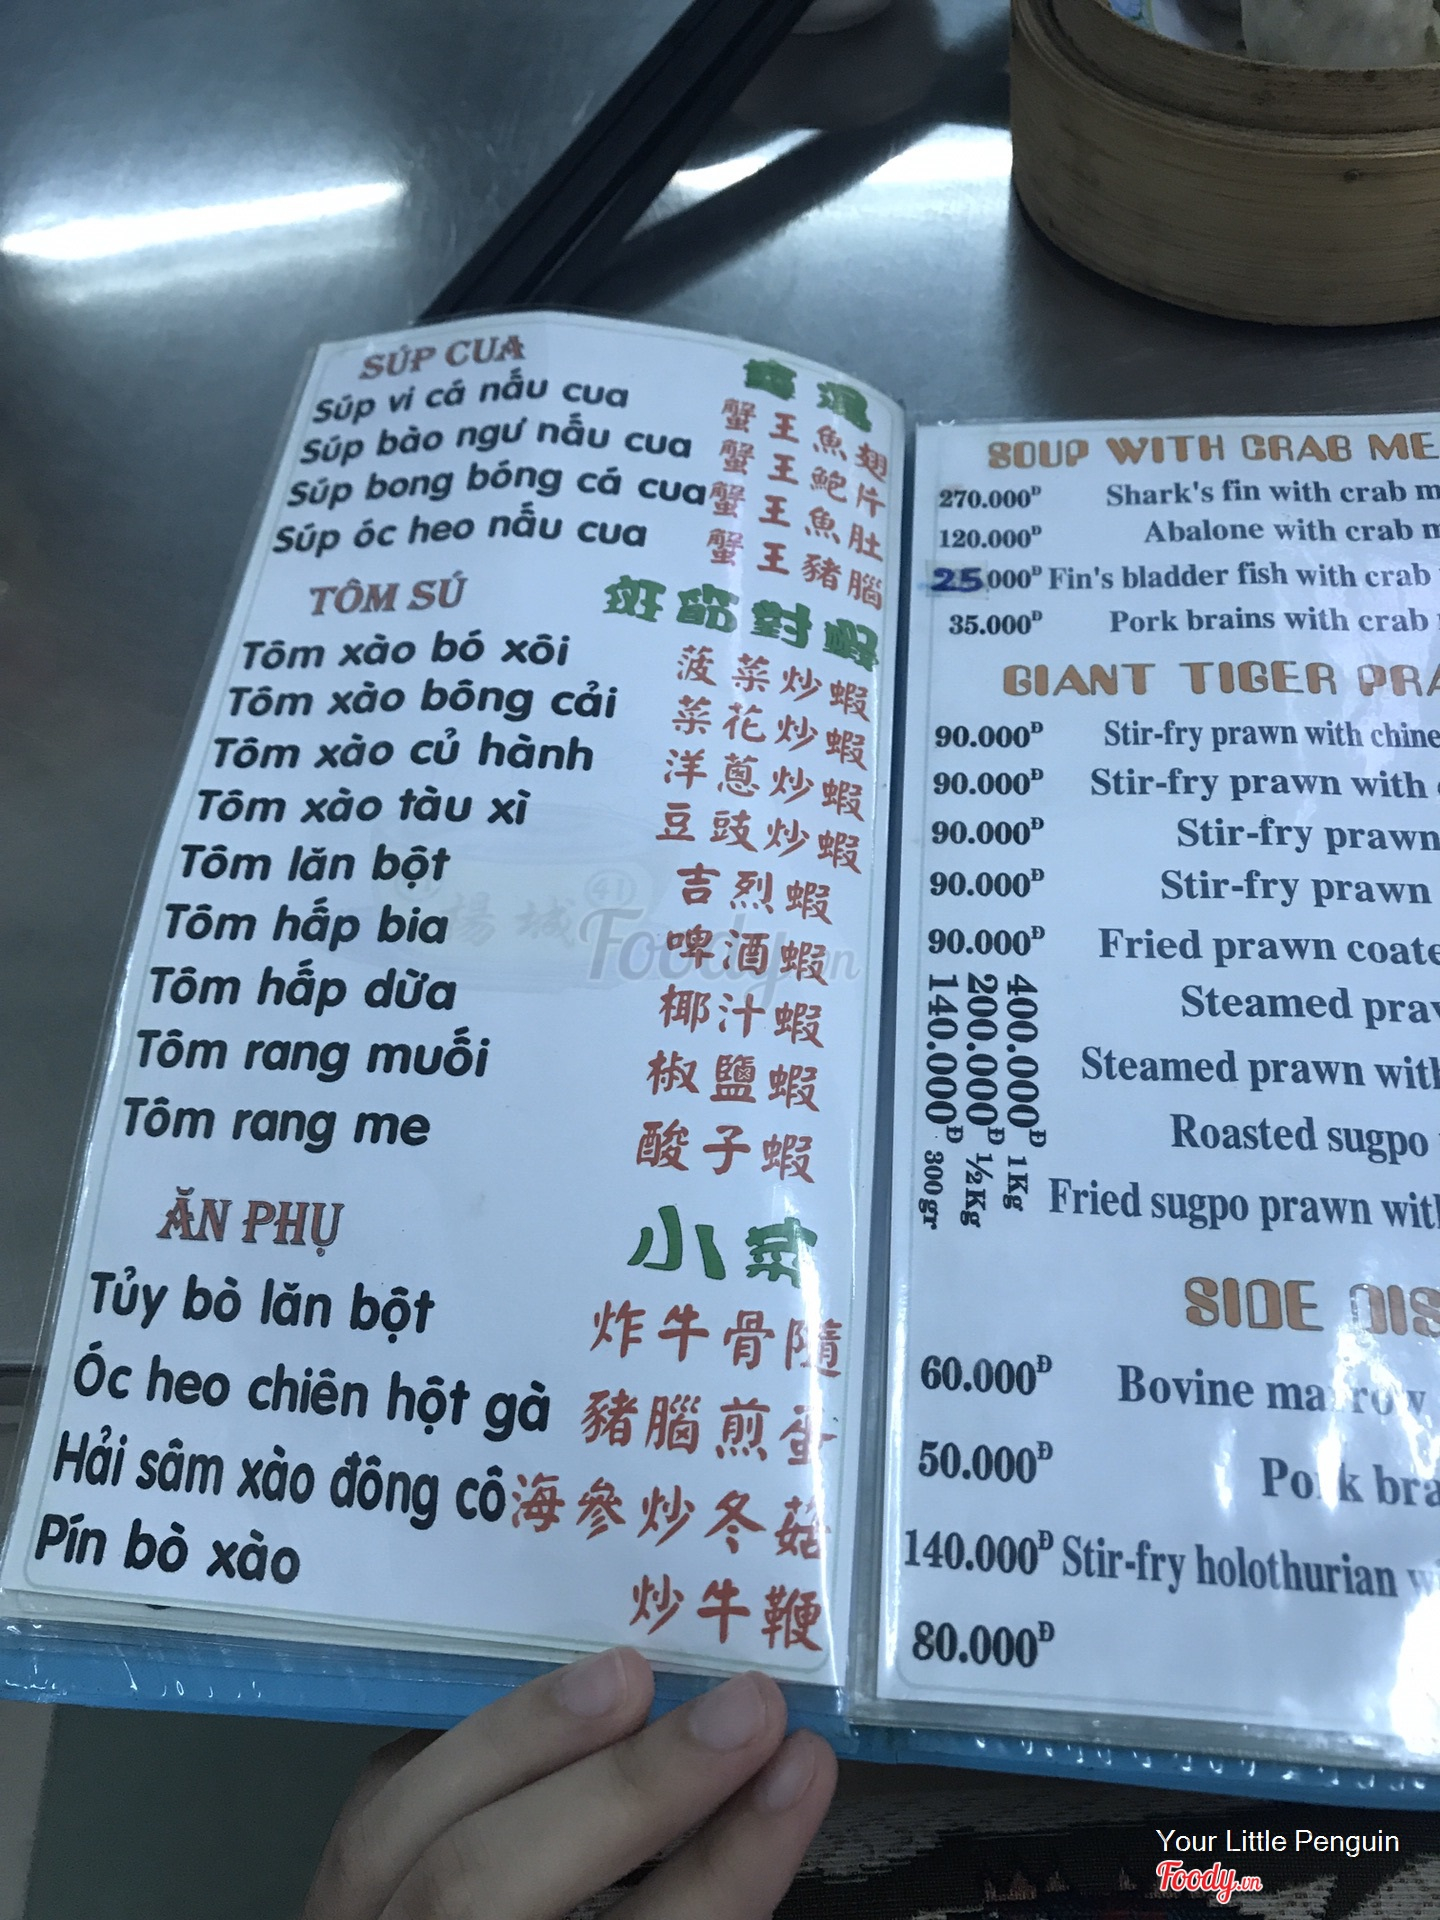 SÚP CUA
Súp vi cá nấu cua 蟹王魚翅
Súp bào ngư nấu cua 蟹王鮑片
Súp bong bóng cá cua 蟹王魚肚
Súp óc heo nấu cua 蟹王豬腦
TÔM SÚ 斑節對蝦
Tôm xào bó xôi 菠菜炒蝦
Tôm xào bông cải 菜花炒蝦
Tôm xào củ hành 洋蔥炒蝦
Tôm xào tàu xì 豆豉炒蝦
Tôm lăn bột 吉烈蝦
Tôm hấp bia 啤酒蝦
Tôm hấp dừa 椰汁蝦
Tôm rang muối 椒鹽蝦
Tôm rang me 酸子蝦
ĂN PHỤ 小菜
Tủy bò lăn bột 炸牛骨隨
Óc heo chiên hột gà 豬腦煎蛋
Hải sâm xào đông cô 海參炒冬菇
Pín bò xào 炒牛鞭
SOUP WITH CRAB ME
270.000Đ Shark's fin with crab m
120.000Đ Abalone with crab m
25.000Đ Fin's bladder fish with crab
35.000Đ Pork brains with crab
GIANT TIGER PRA
90.000Đ Stir-fry prawn with chine
90.000Đ Stir-fry prawn with
90.000Đ Stir-fry prawn
90.000Đ Stir-fry prawn
90.000Đ Fried prawn coate
400.000Đ 1Kg
200.000Đ ½Kg
140.000Đ 300gr
Steamed praw
Steamed prawn with
Roasted sugpo
Fried sugpo prawn with
SIDE DIS
60.000Đ Bovine marrow
50.000Đ Pork bra
140.000Đ Stir-fry holothurian w
80.000Đ
Foody.vn
Your Little Penguin
Foody.vn